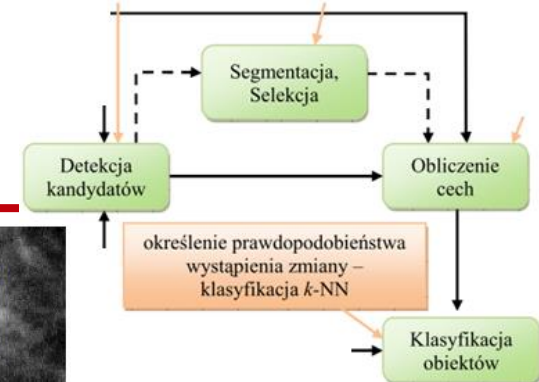 Segmentacja,
Selekcja
Detekcja
kandydatów
Obliczenie
cech
określenie prawdopodobieństwa
wystąpienia zmiany –
klasyfikacja k-NN
Klasyfikacja
obiektów